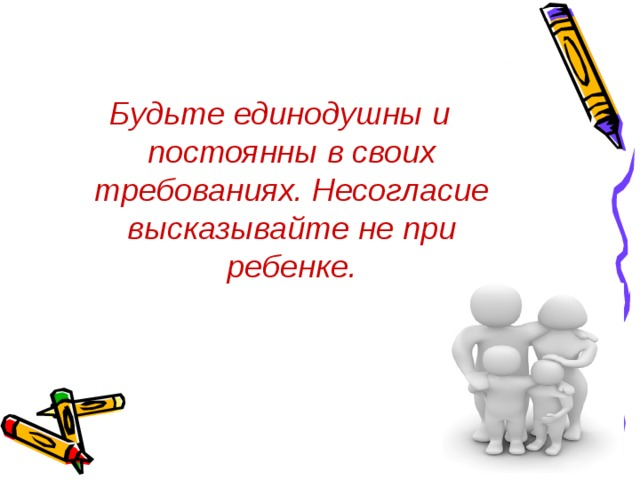 Будьте единодушны и
постоянны в своих
требованиях. Несогласие
высказывайте не при
ребенке.